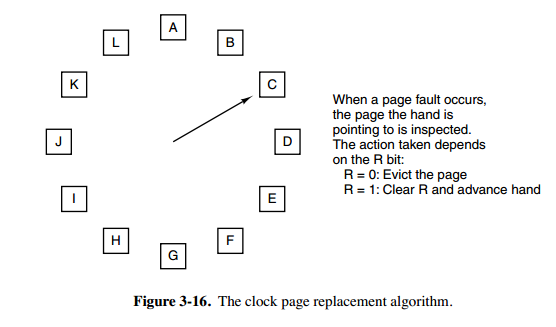 A
L
B
K
C
When a page fault occurs,
the page the hand is
pointing to is inspected.
The action taken depends
on the R bit:
R = 0: Evict the page
R = 1: Clear R and advance hand
J
D
I
E
H
F
G
Figure 3-16. The clock page replacement algorithm.